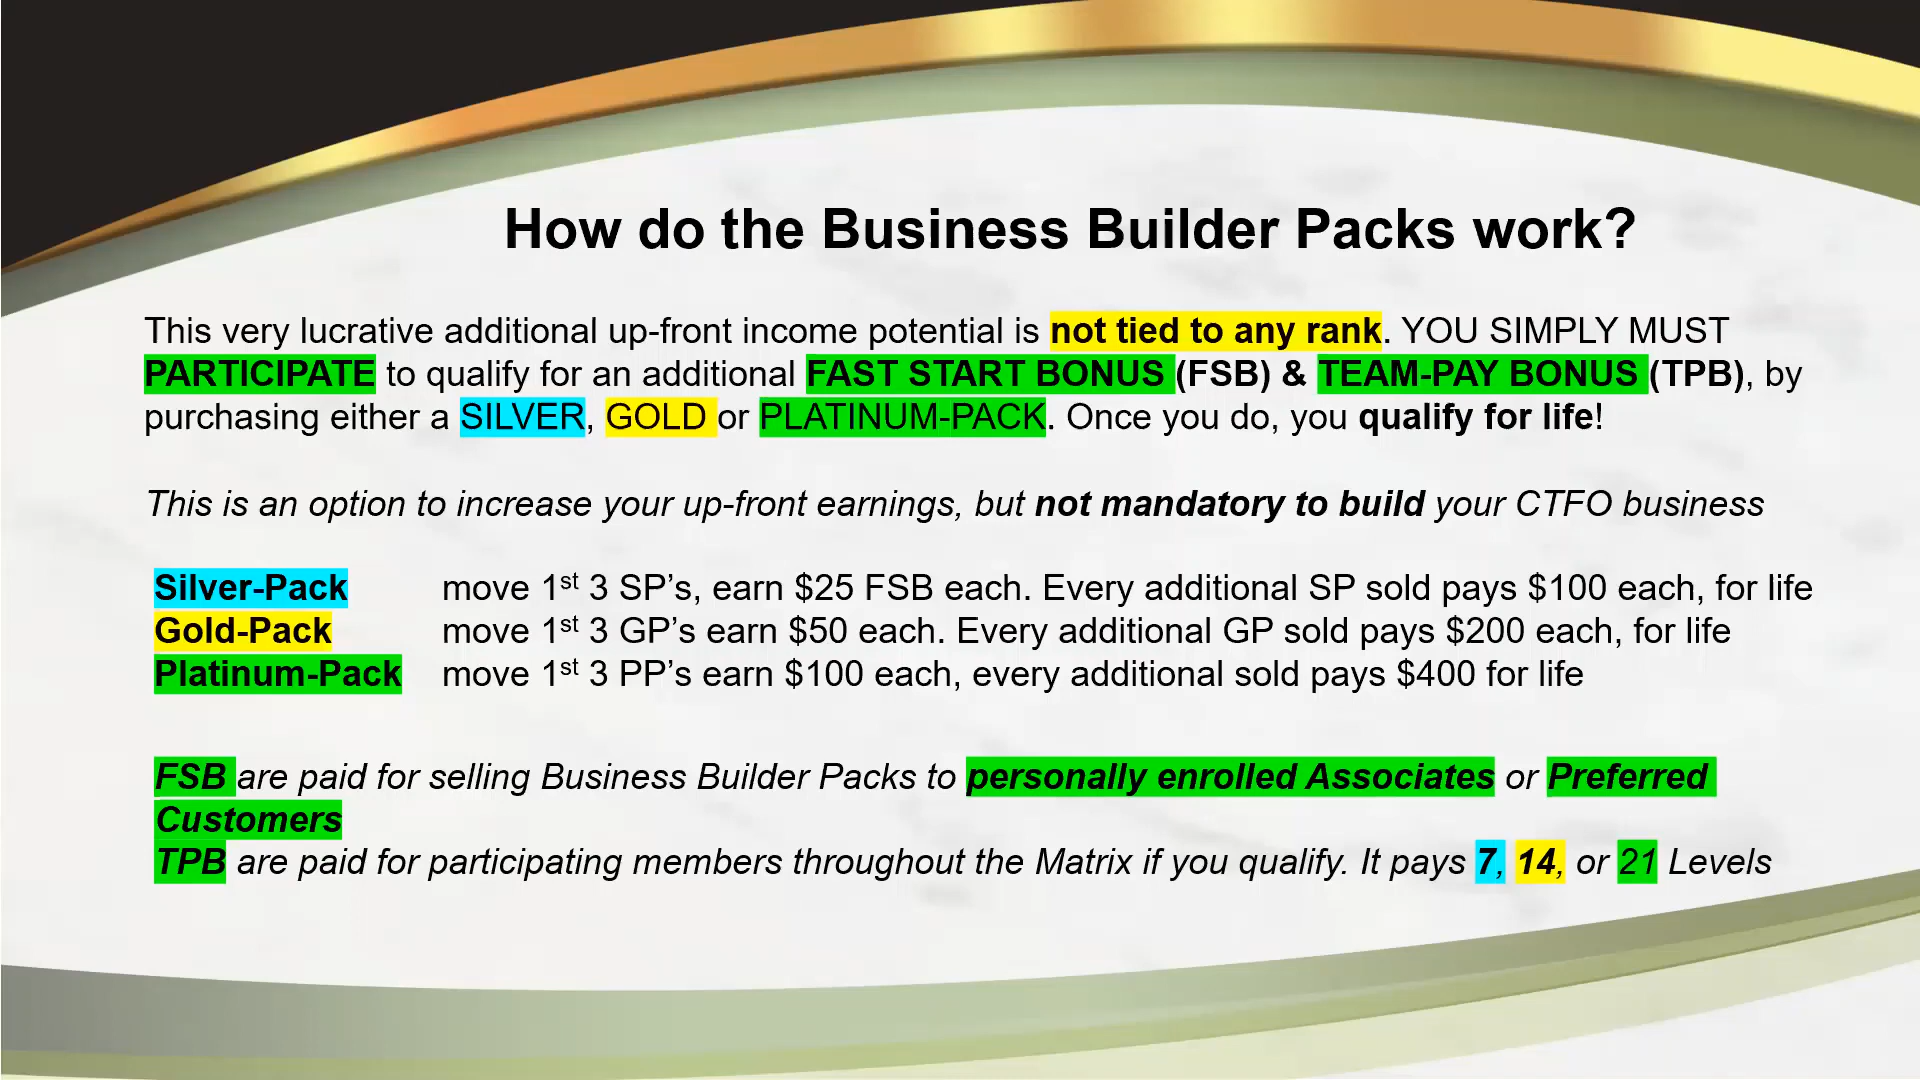 How do the Business Builder Packs work?
This very lucrative additional up-front income potential is not tied to any rank. YOU SIMPLY MUST
PARTICIPATE to qualify for an additional FAST START BONUS (FSB) & TEAM-PAY BONUS (TPB), by
purchasing either a SILVER, GOLD or PLATINUM-PACK. Once you do, you qualify for life!
This is an option to increase your up-front earnings, but not mandatory to build your CTFO business
Silver-Pack move 1st 3 SP’s, earn $25 FSB each. Every additional SP sold pays $100 each, for life
Gold-Pack move 1st 3 GP’s earn $50 each. Every additional GP sold pays $200 each, for life
Platinum-Pack move 1st 3 PP’s earn $100 each, every additional sold pays $400 for life
FSB are paid for selling Business Builder Packs to personally enrolled Associates or Preferred
Customers
TPB are paid for participating members throughout the Matrix if you qualify. It pays 7, 14, or 21 Levels